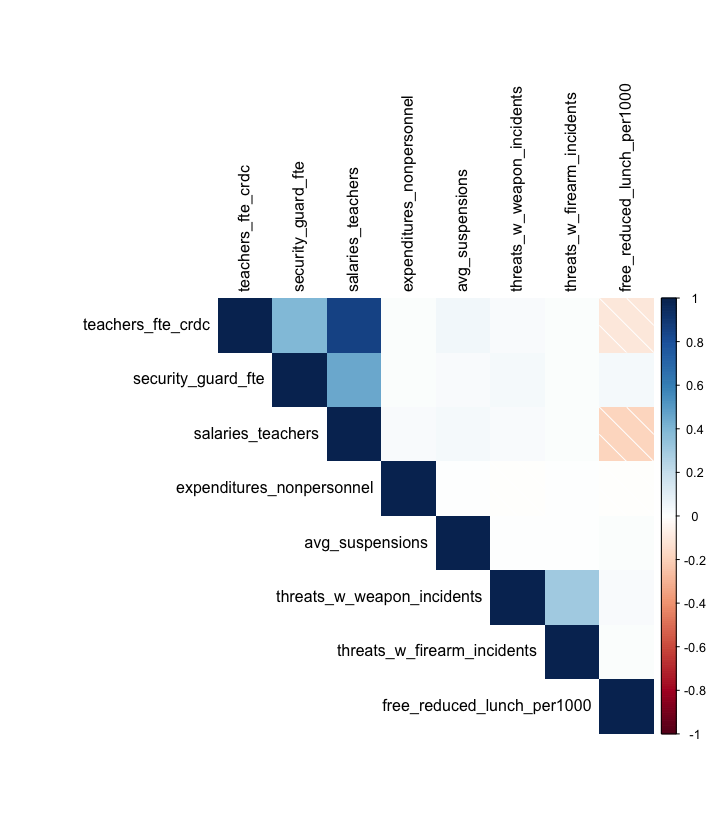 teachers_fte_crdc
security_guard_fte
salaries_teachers
expenditures_nonpersonnel
avg_suspensions
threats_w_weapon_incidents
threats_w_firearm_incidents
free_reduced_lunch_per1000
teachers_fte_crdc
security_guard_fte
salaries_teachers
expenditures_nonpersonnel
avg_suspensions
threats_w_weapon_incidents
threats_w_firearm_incidents
free_reduced_lunch_per1000
1
0.8
0.6
0.4
0.2
0
-0.2
-0.4
-0.6
-0.8
-1